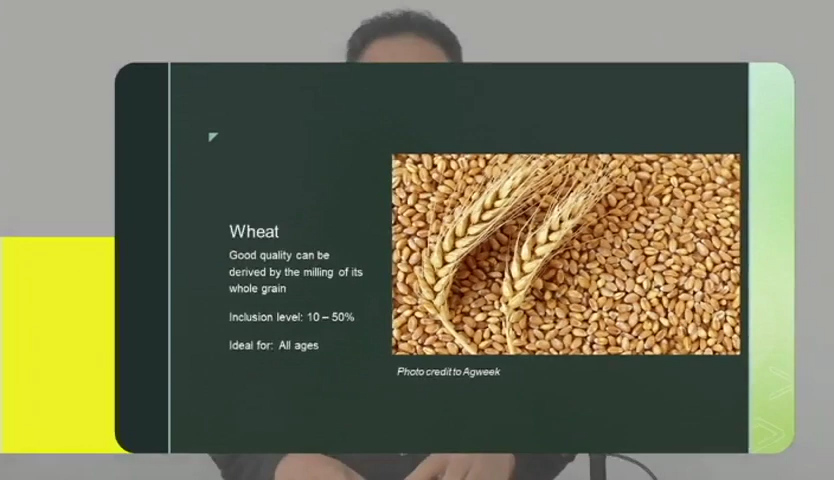 Wheat
Good quality can be
derived by the milling of its
whole grain
Inclusion level: 10 – 50%
Ideal for: All ages
Photo credit to Agweek